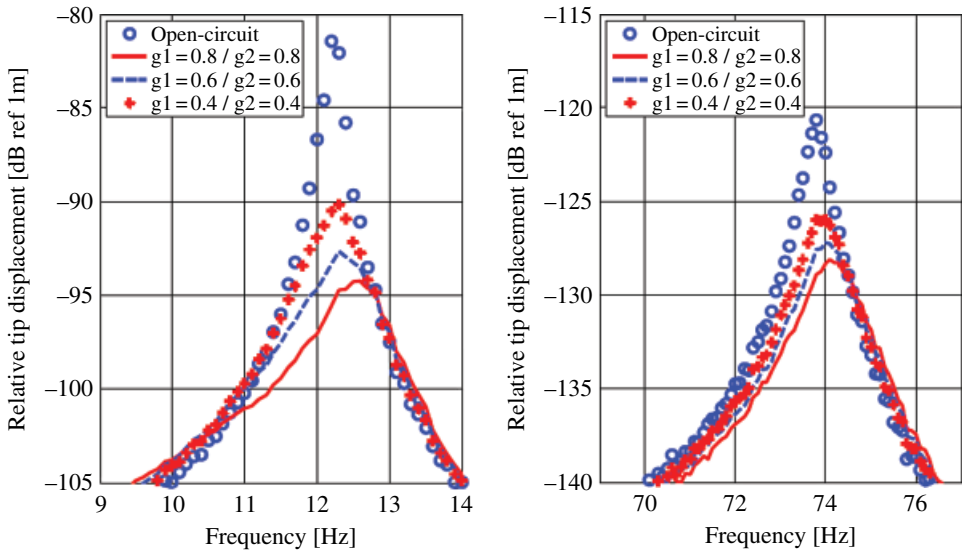 Relative tip displacement [dB ref 1m]
−80
−85
−90
−95
−100
−105
Open-circuit
g1=0.8/g2=0.8
g1=0.6/g2=0.6
g1=0.4/g2=0.4
9 10 11 12 13 14
Frequency [Hz]
Relative tip displacement [dB ref 1m]
−115
−120
−125
−130
−135
−140
Open-circuit
g1=0.8/g2=0.8
g1=0.6/g2=0.6
g1=0.4/g2=0.4
70 72 74 76
Frequency [Hz]